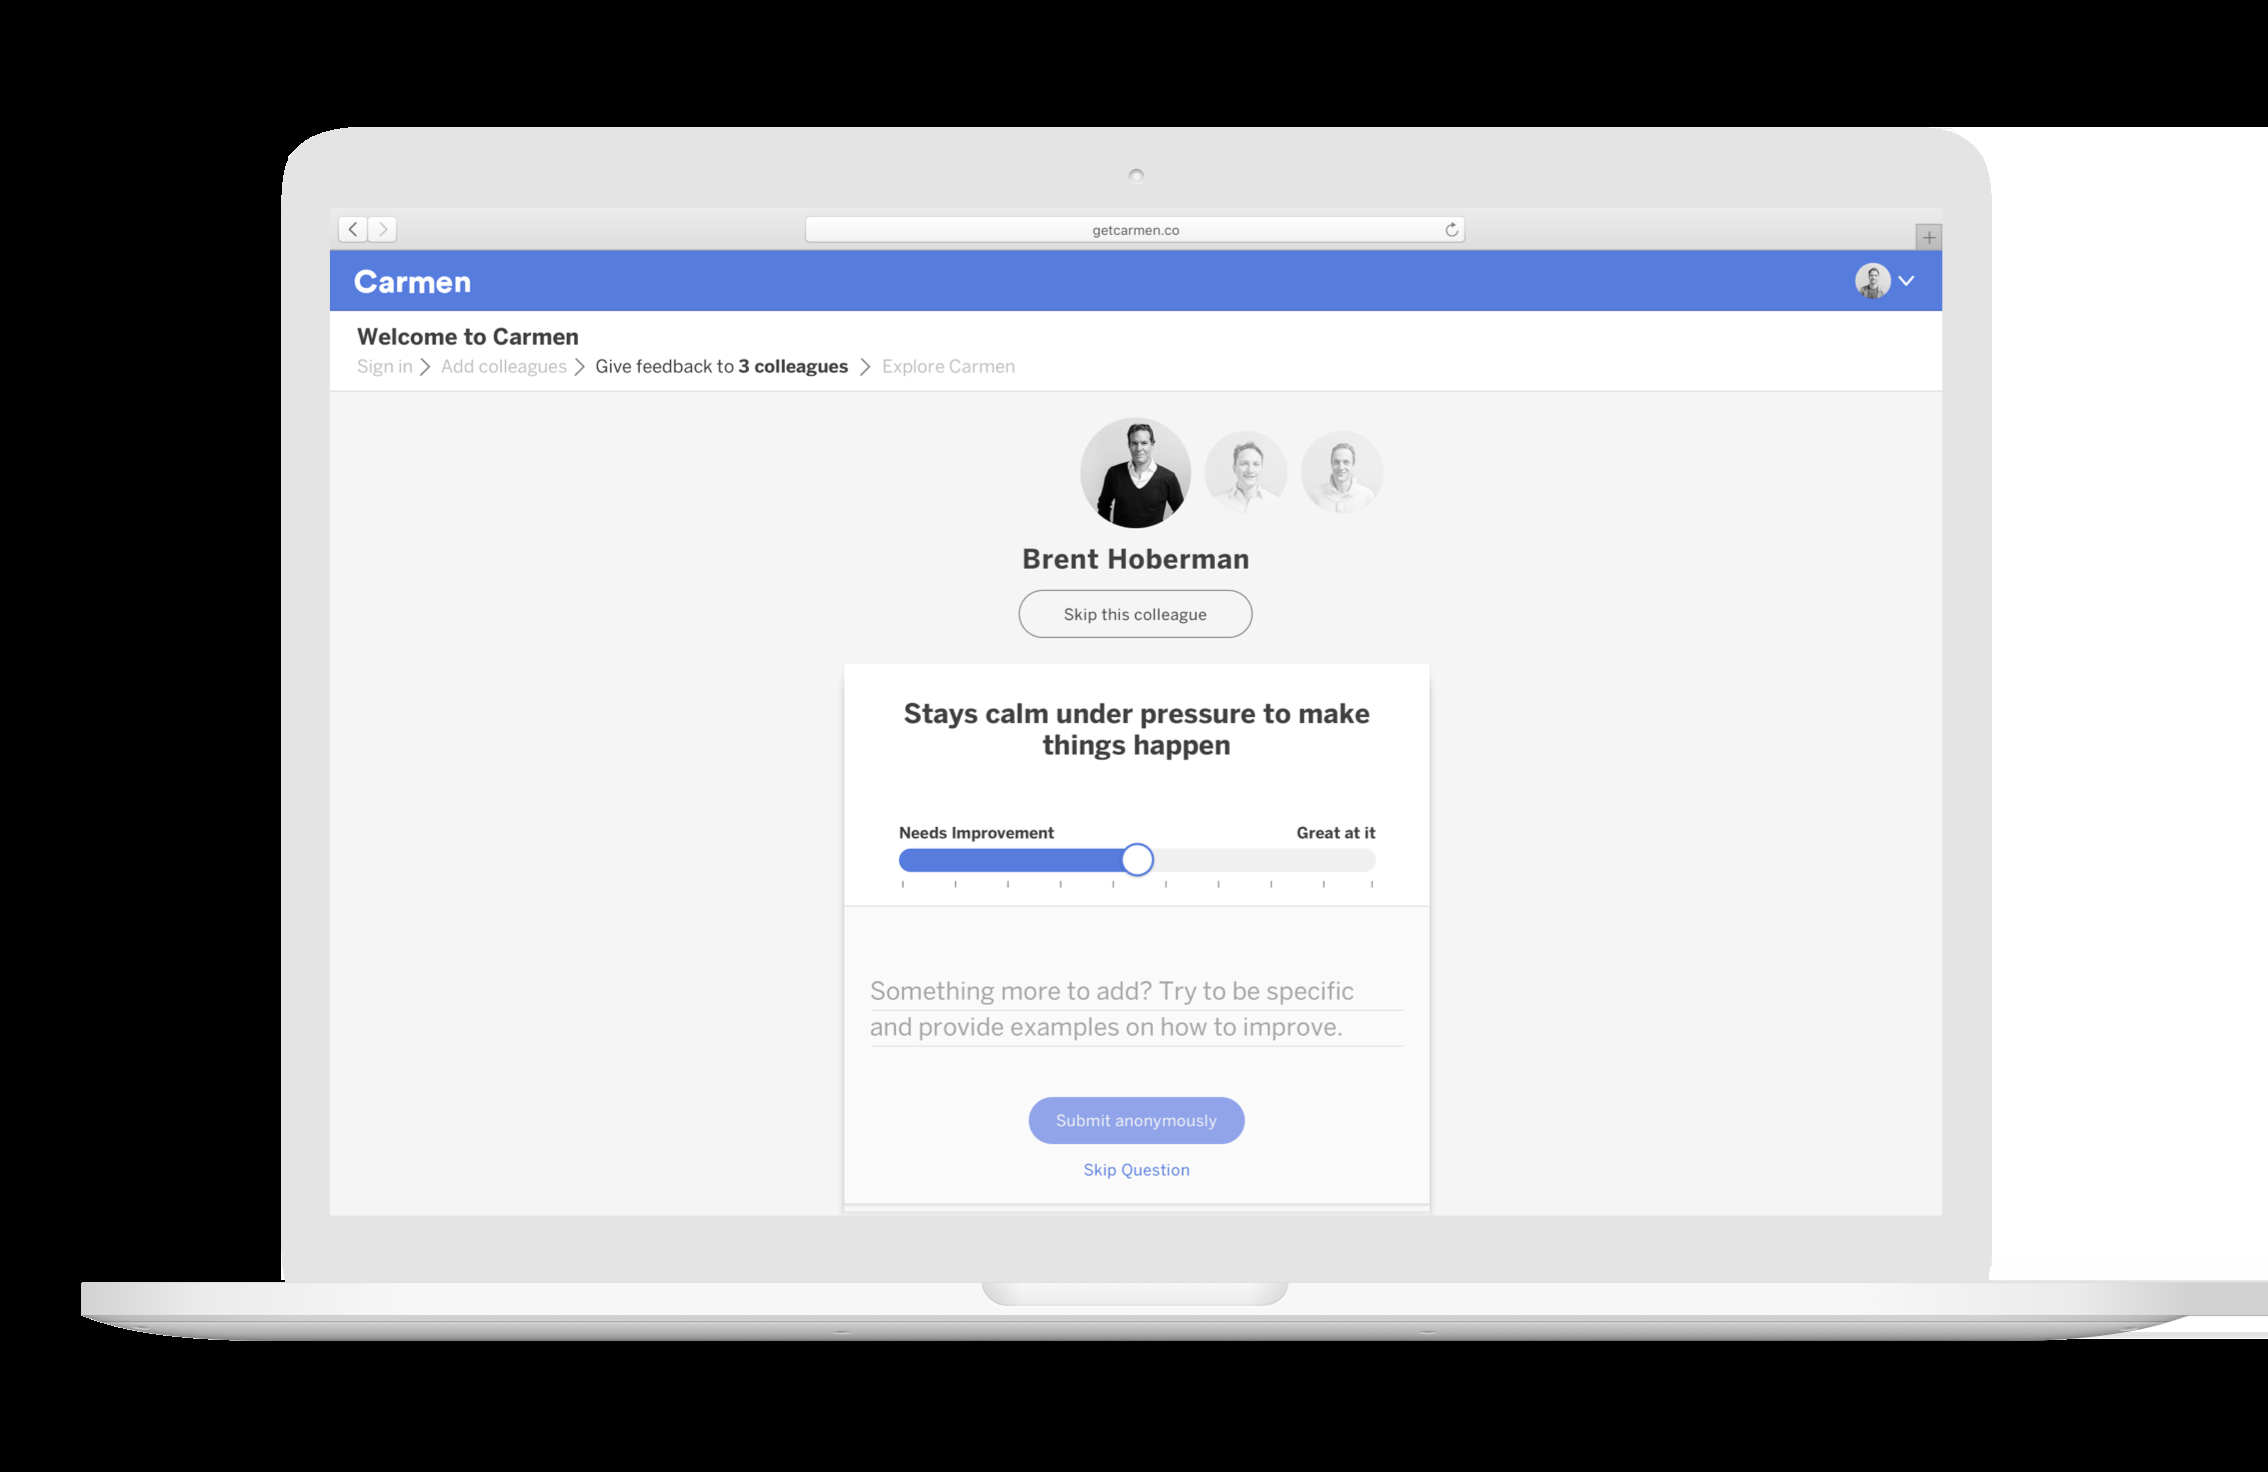 getcarmen.co
Carmen
Welcome to Carmen
Sign in Add colleagues Give feedback to 3 colleagues Explore Carmen
Brent Hoberman
Skip this colleague
Stays calm under pressure to make
things happen
Needs Improvement Great at it
Something more to add? Try to be specific
and provide examples on how to improve.
Submit anonymously
Skip Question